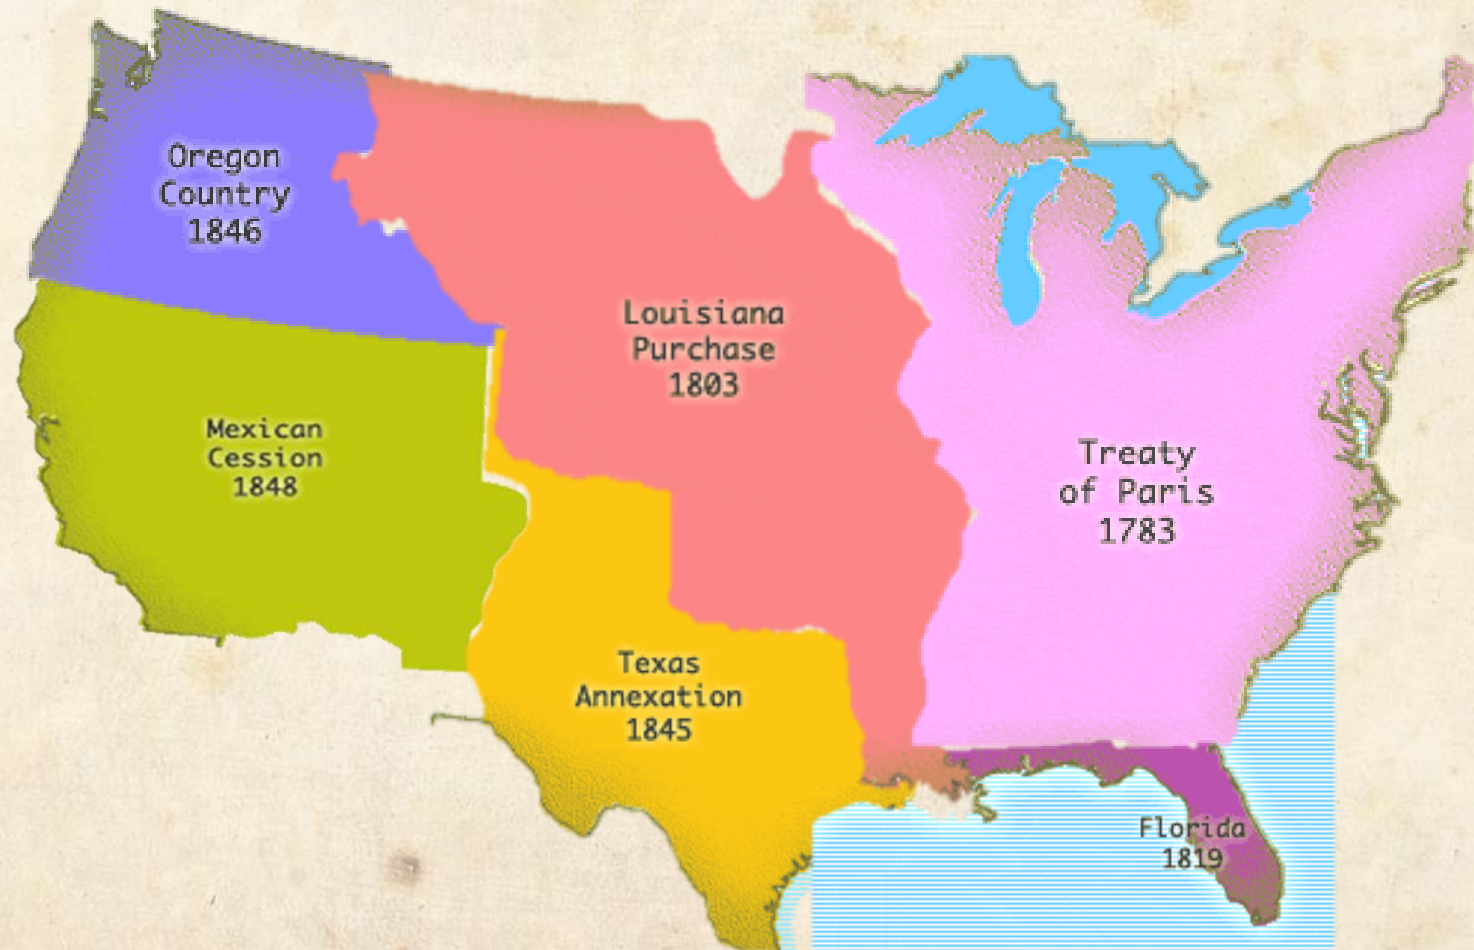 Oregon
Country
1846
Louisiana
Purchase
1803
Mexican
Cession
1848
Treaty
of Paris
1783
Texas
Annexation
1845
Florida
1819